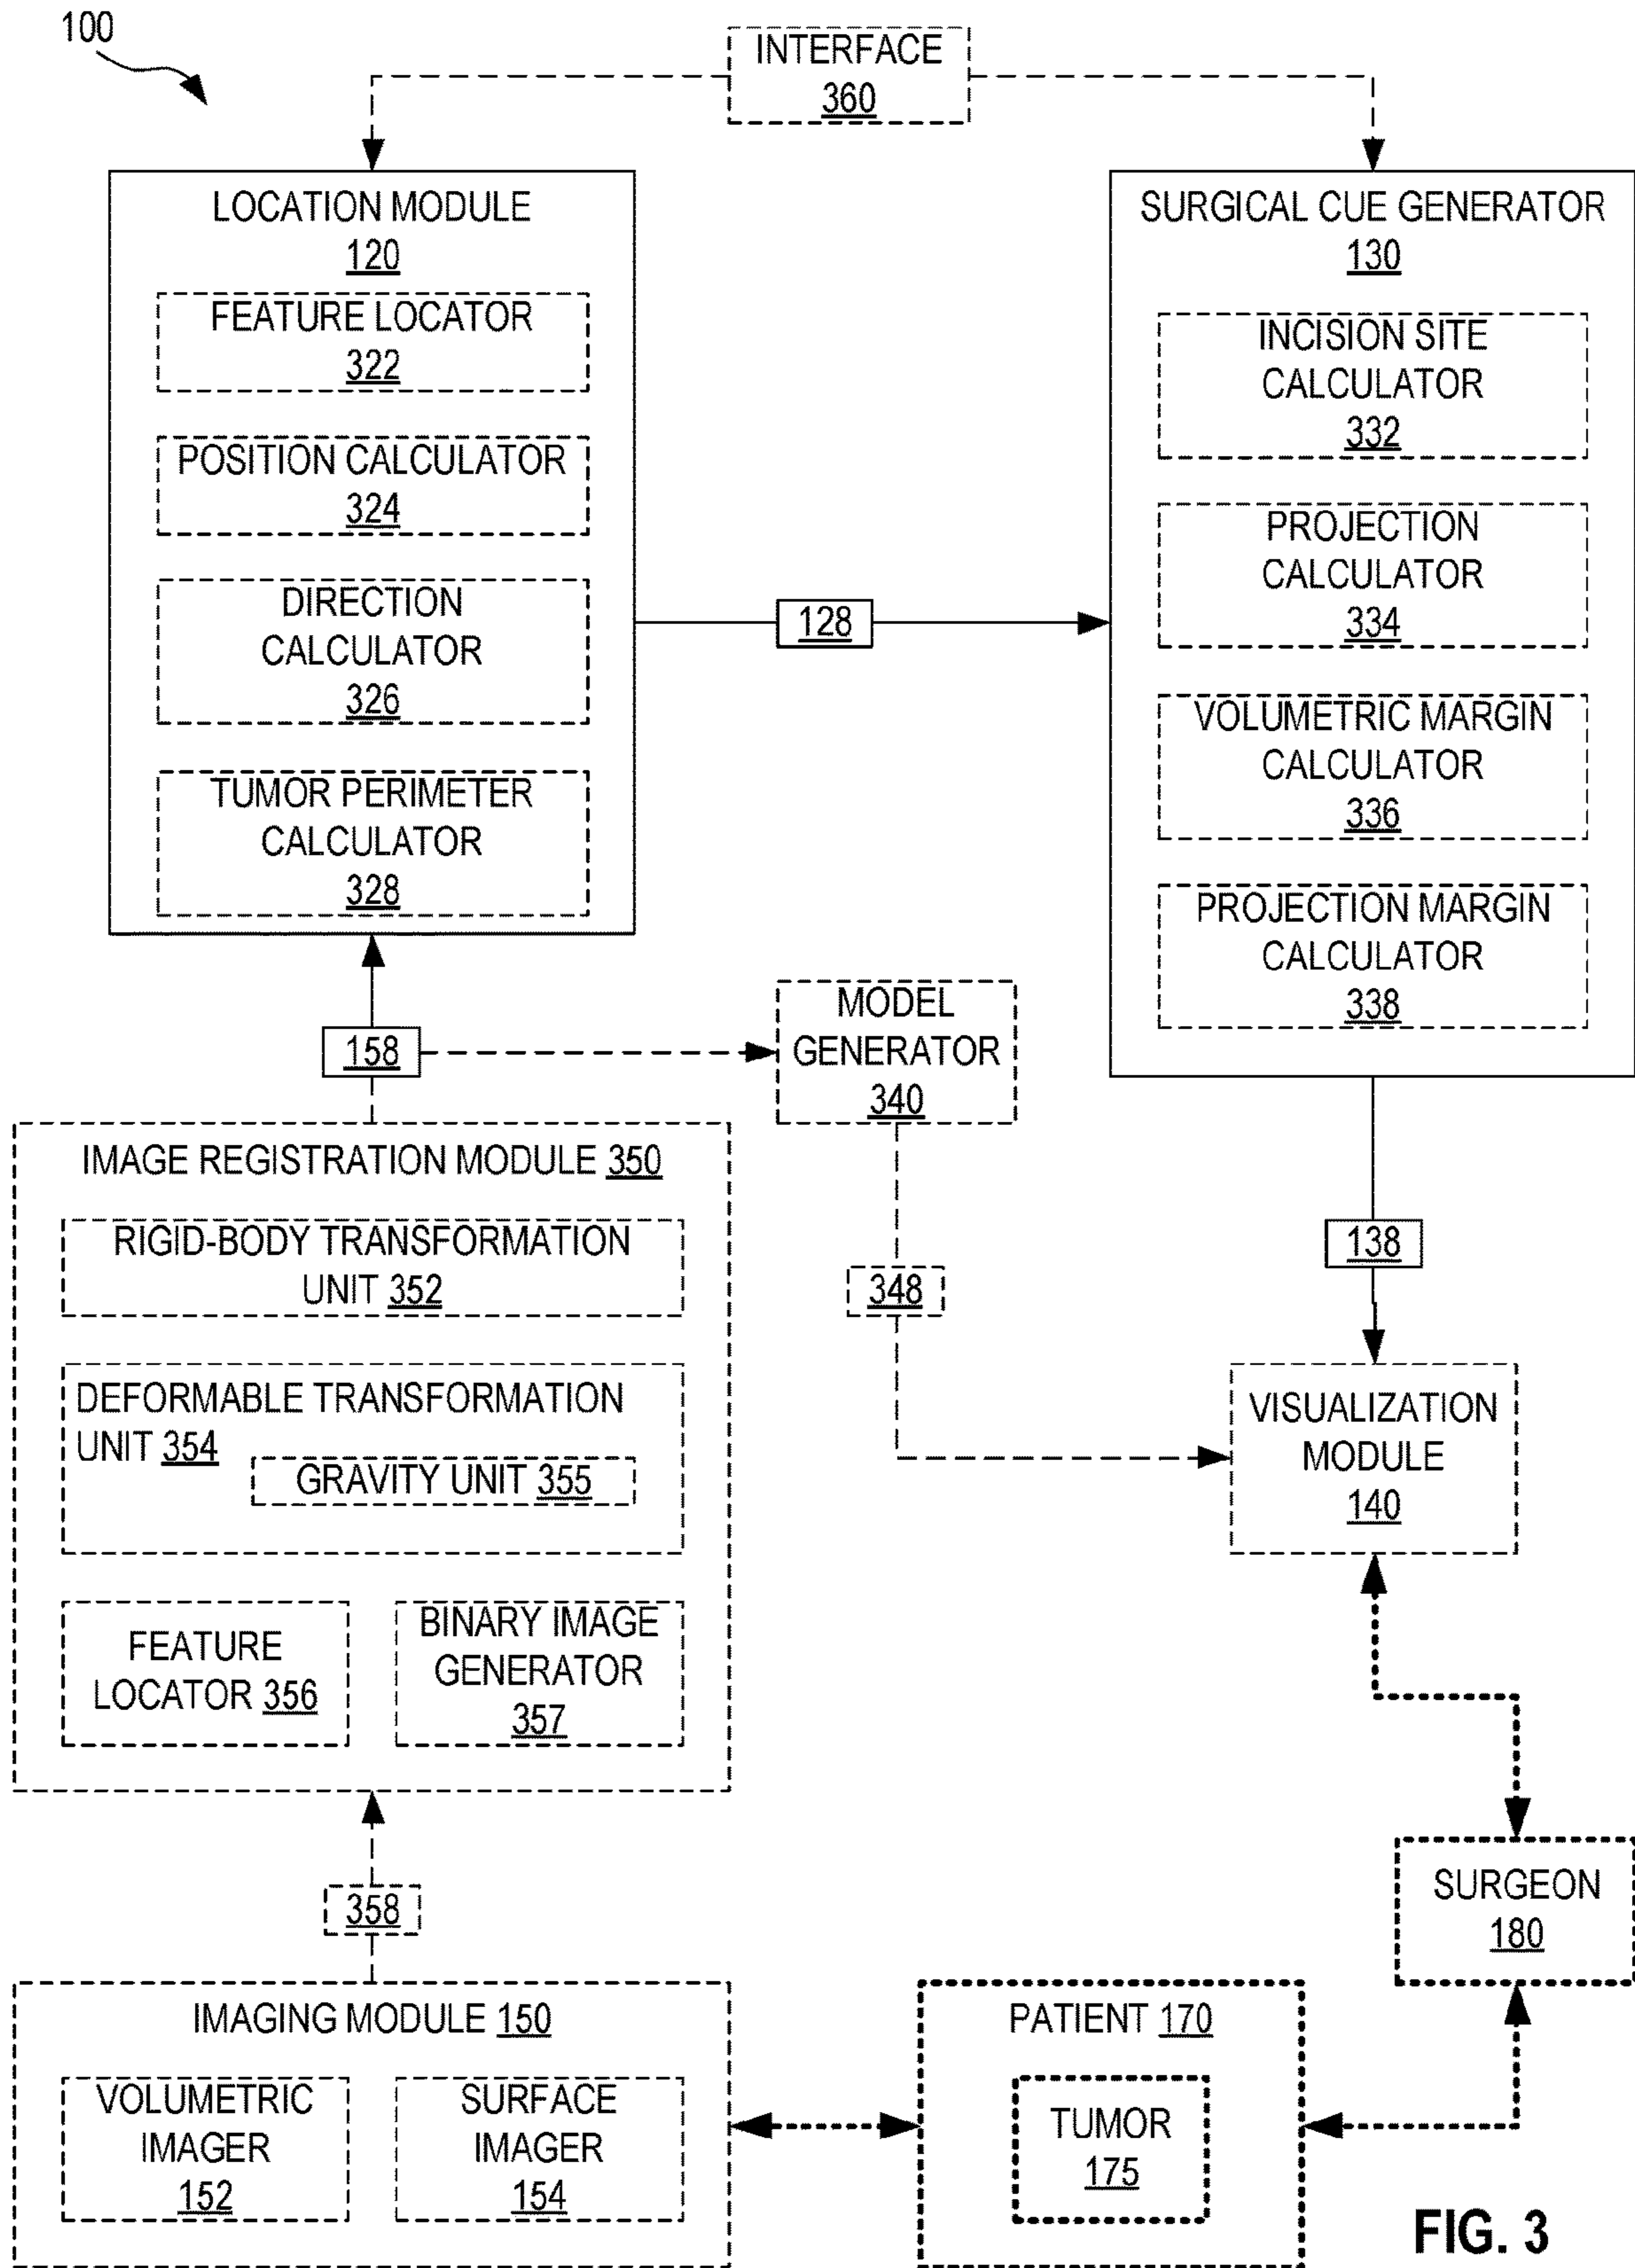 100
INTERFACE
360
LOCATION MODULE
120
FEATURE LOCATOR
322
POSITION CALCULATOR
324
DIRECTION
CALCULATOR
326
TUMOR PERIMETER
CALCULATOR
328
128
SURGICAL CUE GENERATOR
130
INCISION SITE
CALCULATOR
332
PROJECTION
CALCULATOR
334
VOLUMETRIC MARGIN
CALCULATOR
336
PROJECTION MARGIN
CALCULATOR
338
158
MODEL
GENERATOR
340
IMAGE REGISTRATION MODULE 350
RIGID-BODY TRANSFORMATION
UNIT 352
DEFORMABLE TRANSFORMATION
UNIT 354
GRAVITY UNIT 355
FEATURE
LOCATOR 356
BINARY IMAGE
GENERATOR
357
348
138
VISUALIZATION
MODULE
140
358
SURGEON
180
IMAGING MODULE 150
VOLUMETRIC
IMAGER
152
SURFACE
IMAGER
154
PATIENT 170
TUMOR
175
FIG. 3